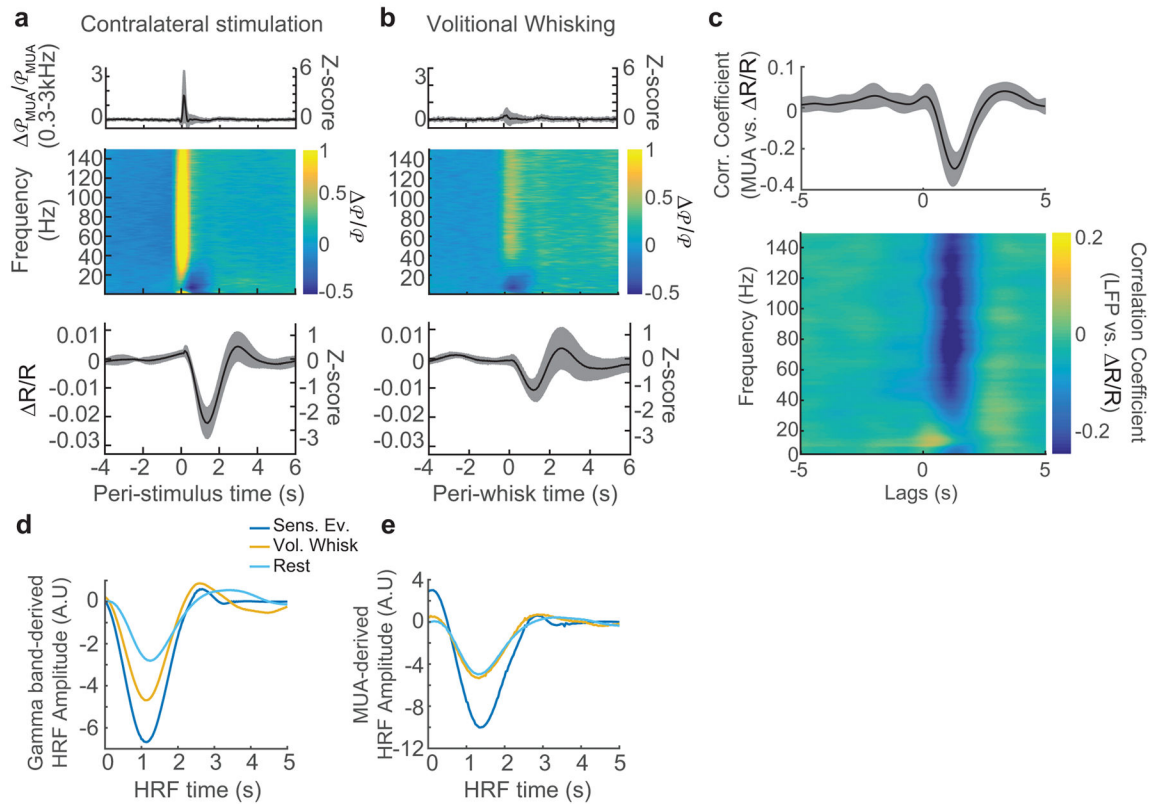 a
Contralateral stimulation
Δ𝒫MUA/𝒫MUA
(0.3-3kHz)
3
0
6
0
Z-score
Frequency
(Hz)
140
120
100
80
60
40
20
1
0.5
0
-0.5
Δ𝒫/𝒫
ΔR/R
0.01
0
-0.01
-0.02
-0.03
1
0
-1
-2
-3
Z-score
-4 -2 0 2 4 6
Peri-stimulus time (s)
b
Volitional Whisking
3
0
6
0
Z-score
140
120
100
80
60
40
20
1
0.5
0
-0.5
Δ𝒫/𝒫
0.01
0
-0.01
-0.02
-0.03
1
0
-1
-2
-3
Z-score
-4 -2 0 2 4 6
Peri-whisk time (s)
c
Corr. Coefficient
(MUA vs. ΔR/R)
0.1
0
-0.2
-0.4
-5 0 5
Frequency (Hz)
140
120
100
80
60
40
20
5
-5 0 5
Lags (s)
0.2
0
-0.2
Correlation Coefficient
(LFP vs. ΔR/R)
d
Sens. Ev.
Vol. Whisk
Rest
Gamma band-derived
HRF Amplitude (A.U)
0
-2
-4
-6
0 1 2 3 4 5
HRF time (s)
e
MUA-derived
HRF Amplitude (A.U)
4
0
-4
-8
-12
0 1 2 3 4 5
HRF time (s)